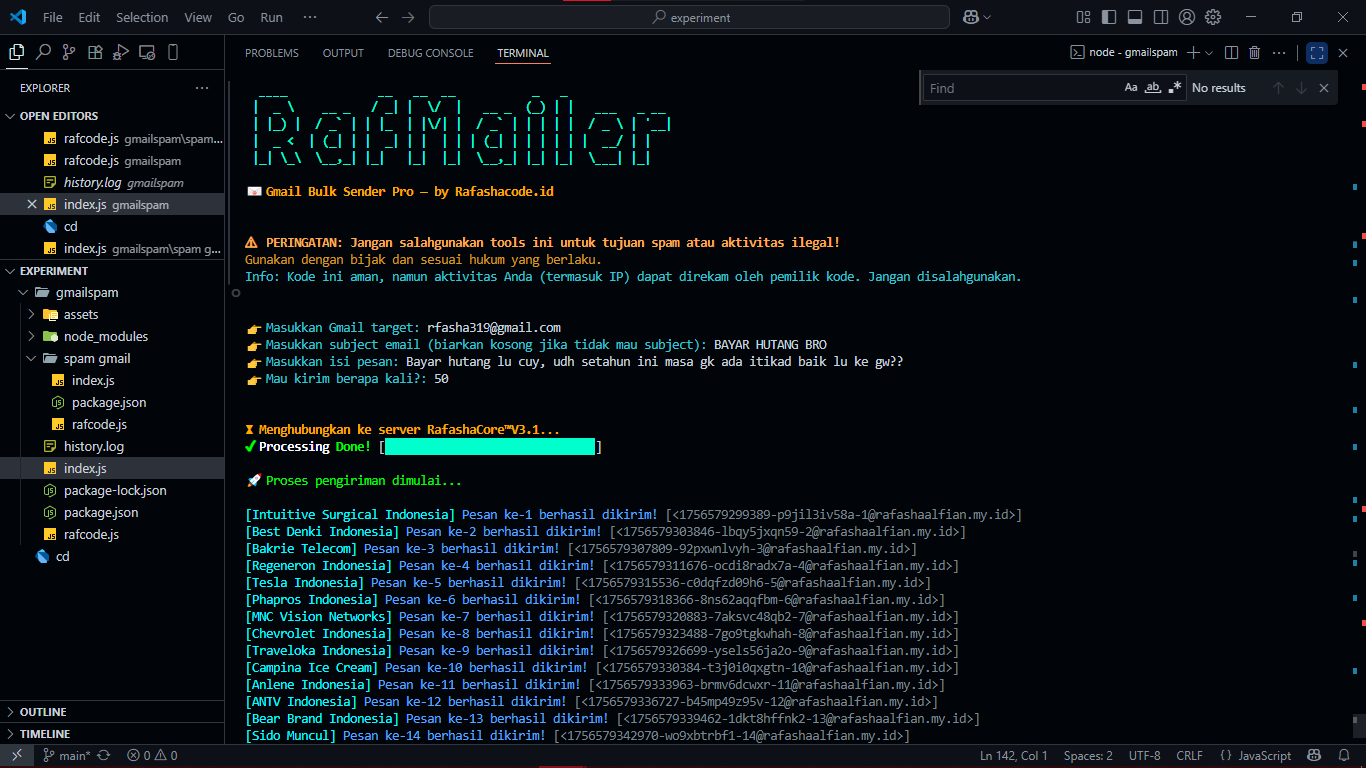 File Edit Selection View Go Run ··· experiment
EXPLORER ···
OPEN EDITORS
rafcode.js gmailspam\spam...
rafcode.js gmailspam
history.log gmailspam
index.js gmailspam
cd
index.js gmailspam\spam g...
EXPERIMENT
gmailspam
assets
node_modules
spam gmail
index.js
package.json
rafcode.js
history.log
index.js
package-lock.json
package.json
rafcode.js
cd
OUTLINE
TIMELINE
PROBLEMS OUTPUT DEBUG CONSOLE TERMINAL
node - gmailspam
Find Aa ab .* No results
RafMailer
Gmail Bulk Sender Pro — by Rafashacode.id
PERINGATAN: Jangan salahgunakan tools ini untuk tujuan spam atau aktivitas ilegal!
Gunakan dengan bijak dan sesuai hukum yang berlaku.
Info: Kode ini aman, namun aktivitas Anda (termasuk IP) dapat direkam oleh pemilik kode. Jangan disalahgunakan.
Masukkan Gmail target: rfasha319@gmail.com
Masukkan subject email (biarkan kosong jika tidak mau subject): BAYAR HUTANG BRO
Masukkan isi pesan: Bayar hutang lu cuy, udh setahun ini masa gk ada itikad baik lu ke gw??
Mau kirim berapa kali?: 50
Menghubungkan ke server RafashaCore™V3.1...
Processing Done! [ ]
Proses pengiriman dimulai...
[Intuitive Surgical Indonesia] Pesan ke-1 berhasil dikirim! [<1756579299389-p9jil3iv58a-1@rafashaalfian.my.id>]
[Best Denki Indonesia] Pesan ke-2 berhasil dikirim! [<1756579303846-lbqy5jxqn59-2@rafashaalfian.my.id>]
[Bakrie Telecom] Pesan ke-3 berhasil dikirim! [<1756579307809-92pxwnlvyh-3@rafashaalfian.my.id>]
[Regeneron Indonesia] Pesan ke-4 berhasil dikirim! [<1756579311676-ocdi8radx7a-4@rafashaalfian.my.id>]
[Tesla Indonesia] Pesan ke-5 berhasil dikirim! [<1756579315536-c0dqfzd09h6-5@rafashaalfian.my.id>]
[Phapros Indonesia] Pesan ke-6 berhasil dikirim! [<1756579318366-8ns62aqqfbm-6@rafashaalfian.my.id>]
[MNC Vision Networks] Pesan ke-7 berhasil dikirim! [<1756579320883-7aksvc48qb2-7@rafashaalfian.my.id>]
[Chevrolet Indonesia] Pesan ke-8 berhasil dikirim! [<1756579323488-7go9tgkwhah-8@rafashaalfian.my.id>]
[Traveloka Indonesia] Pesan ke-9 berhasil dikirim! [<1756579326699-ysels56ja2o-9@rafashaalfian.my.id>]
[Campina Ice Cream] Pesan ke-10 berhasil dikirim! [<1756579330384-t3j0i0qxgtn-10@rafashaalfian.my.id>]
[Anlene Indonesia] Pesan ke-11 berhasil dikirim! [<1756579333963-brmv6dcwxr-11@rafashaalfian.my.id>]
[ANTV Indonesia] Pesan ke-12 berhasil dikirim! [<1756579336727-b45mp49z95v-12@rafashaalfian.my.id>]
[Bear Brand Indonesia] Pesan ke-13 berhasil dikirim! [<1756579339462-1dkt8hffnk2-13@rafashaalfian.my.id>]
[Sido Muncul] Pesan ke-14 berhasil dikirim! [<1756579342970-wo9xbtrbf1-14@rafashaalfian.my.id>]
main* 0 0 Ln 142, Col 1 Spaces: 2 UTF-8 CRLF {} JavaScript